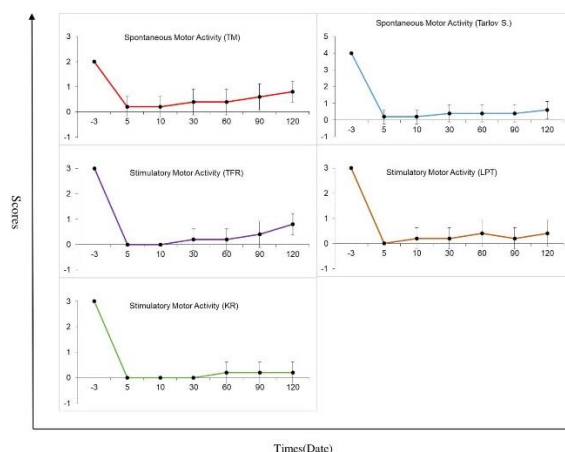 Spontaneous Motor Activity (TM)
3
2
1
0
-1
-3 5 10 30 60 90 120
Spontaneous Motor Activity (Tarlov S.)
5
4
3
2
1
0
-1
-3 5 10 30 60 90 120
Stimulatory Motor Activity (TFR)
3
2
1
0
-1
-3 5 10 30 60 90 120
Stimulatory Motor Activity (LPT)
3
2
1
0
-1
-3 5 10 30 60 90 120
Stimulatory Motor Activity (KR)
3
2
1
0
-1
-3 5 10 30 60 90 120
Scores
Times(Date)